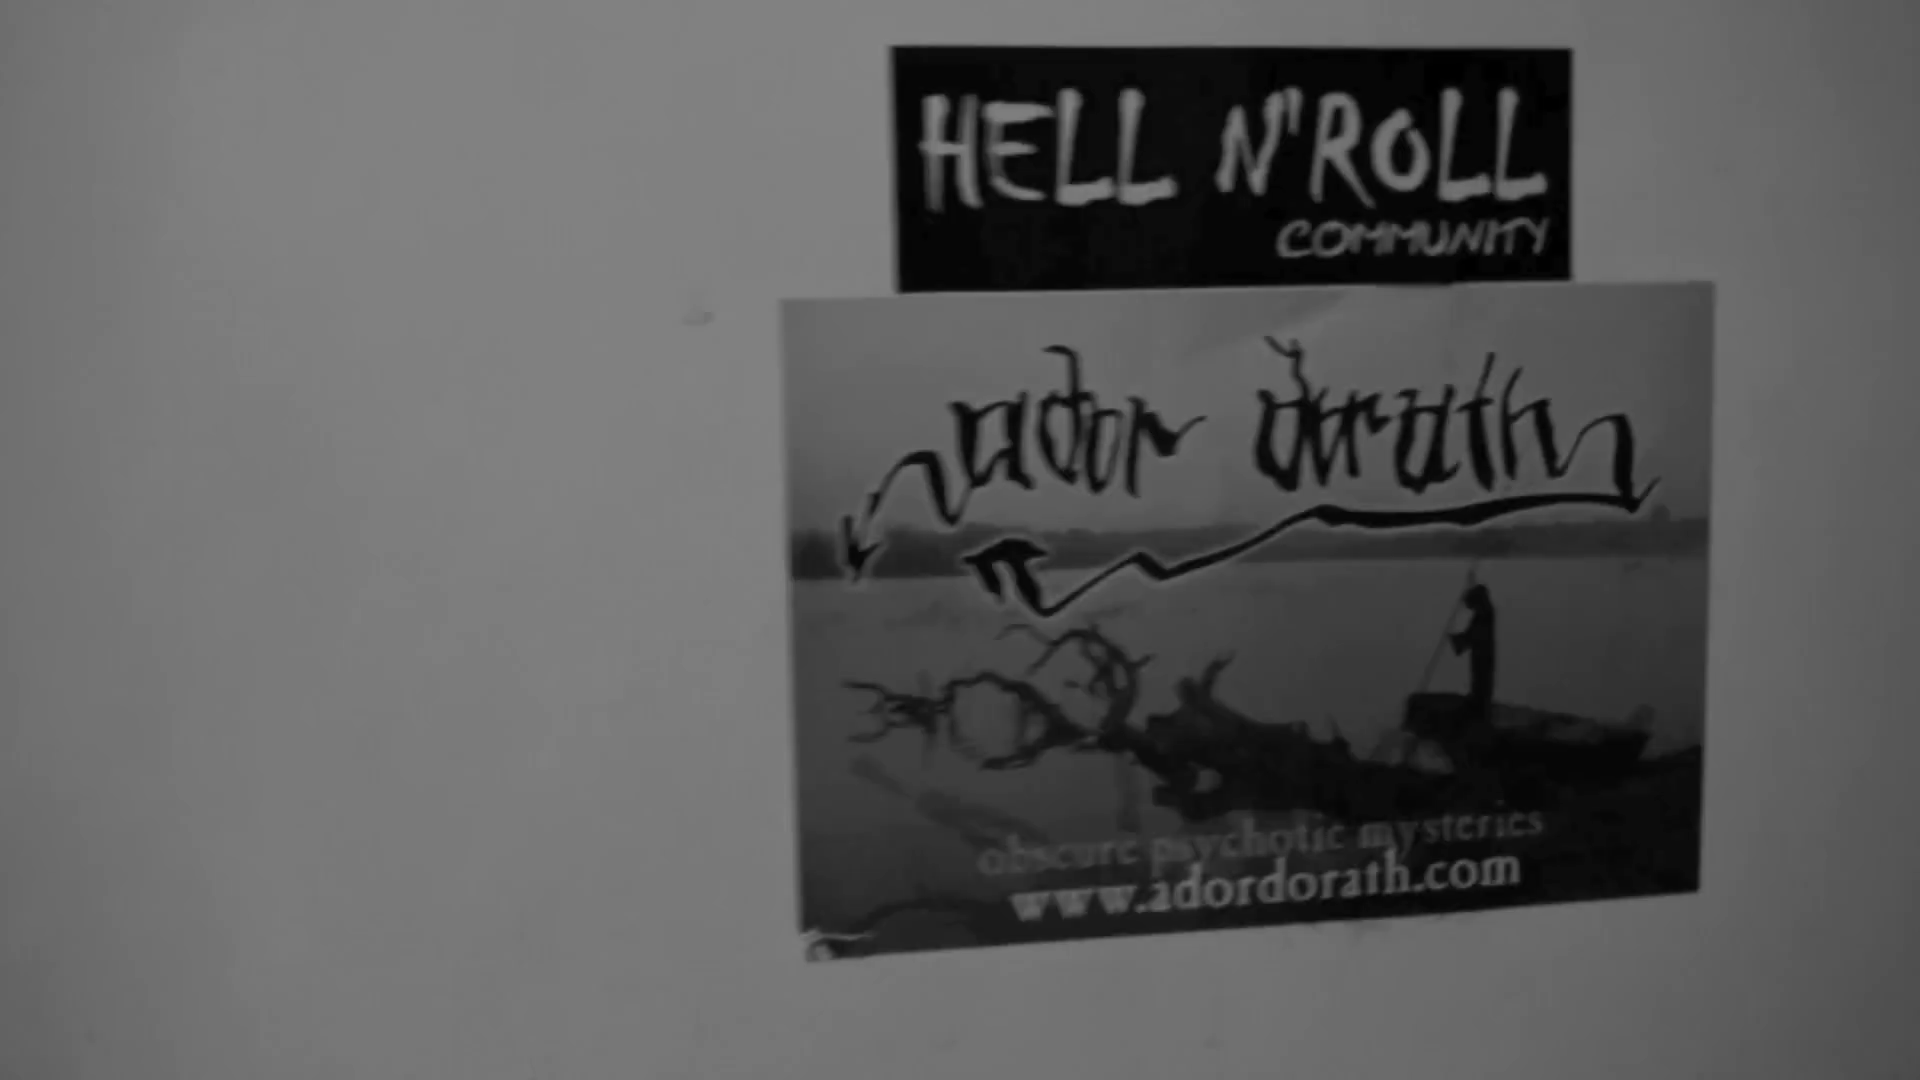 HELL N'ROLL
COMMUNITY
ador dorath
obscure psychotic mysteries
www.adordorath.com